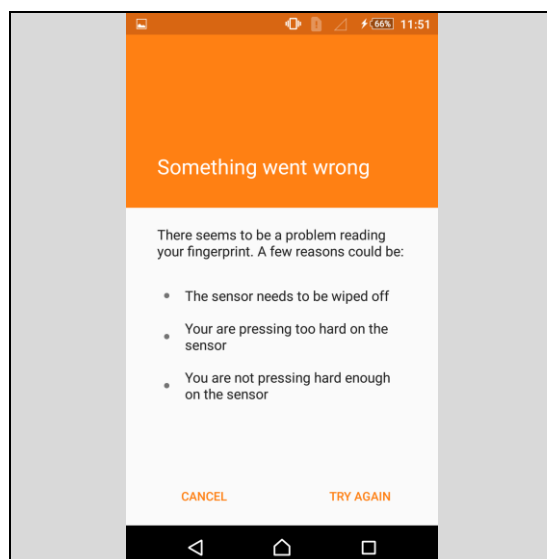 66% 11:51
Something went wrong
There seems to be a problem reading
your fingerprint. A few reasons could be:
The sensor needs to be wiped off
Your are pressing too hard on the
sensor
You are not pressing hard enough
on the sensor
CANCEL TRY AGAIN